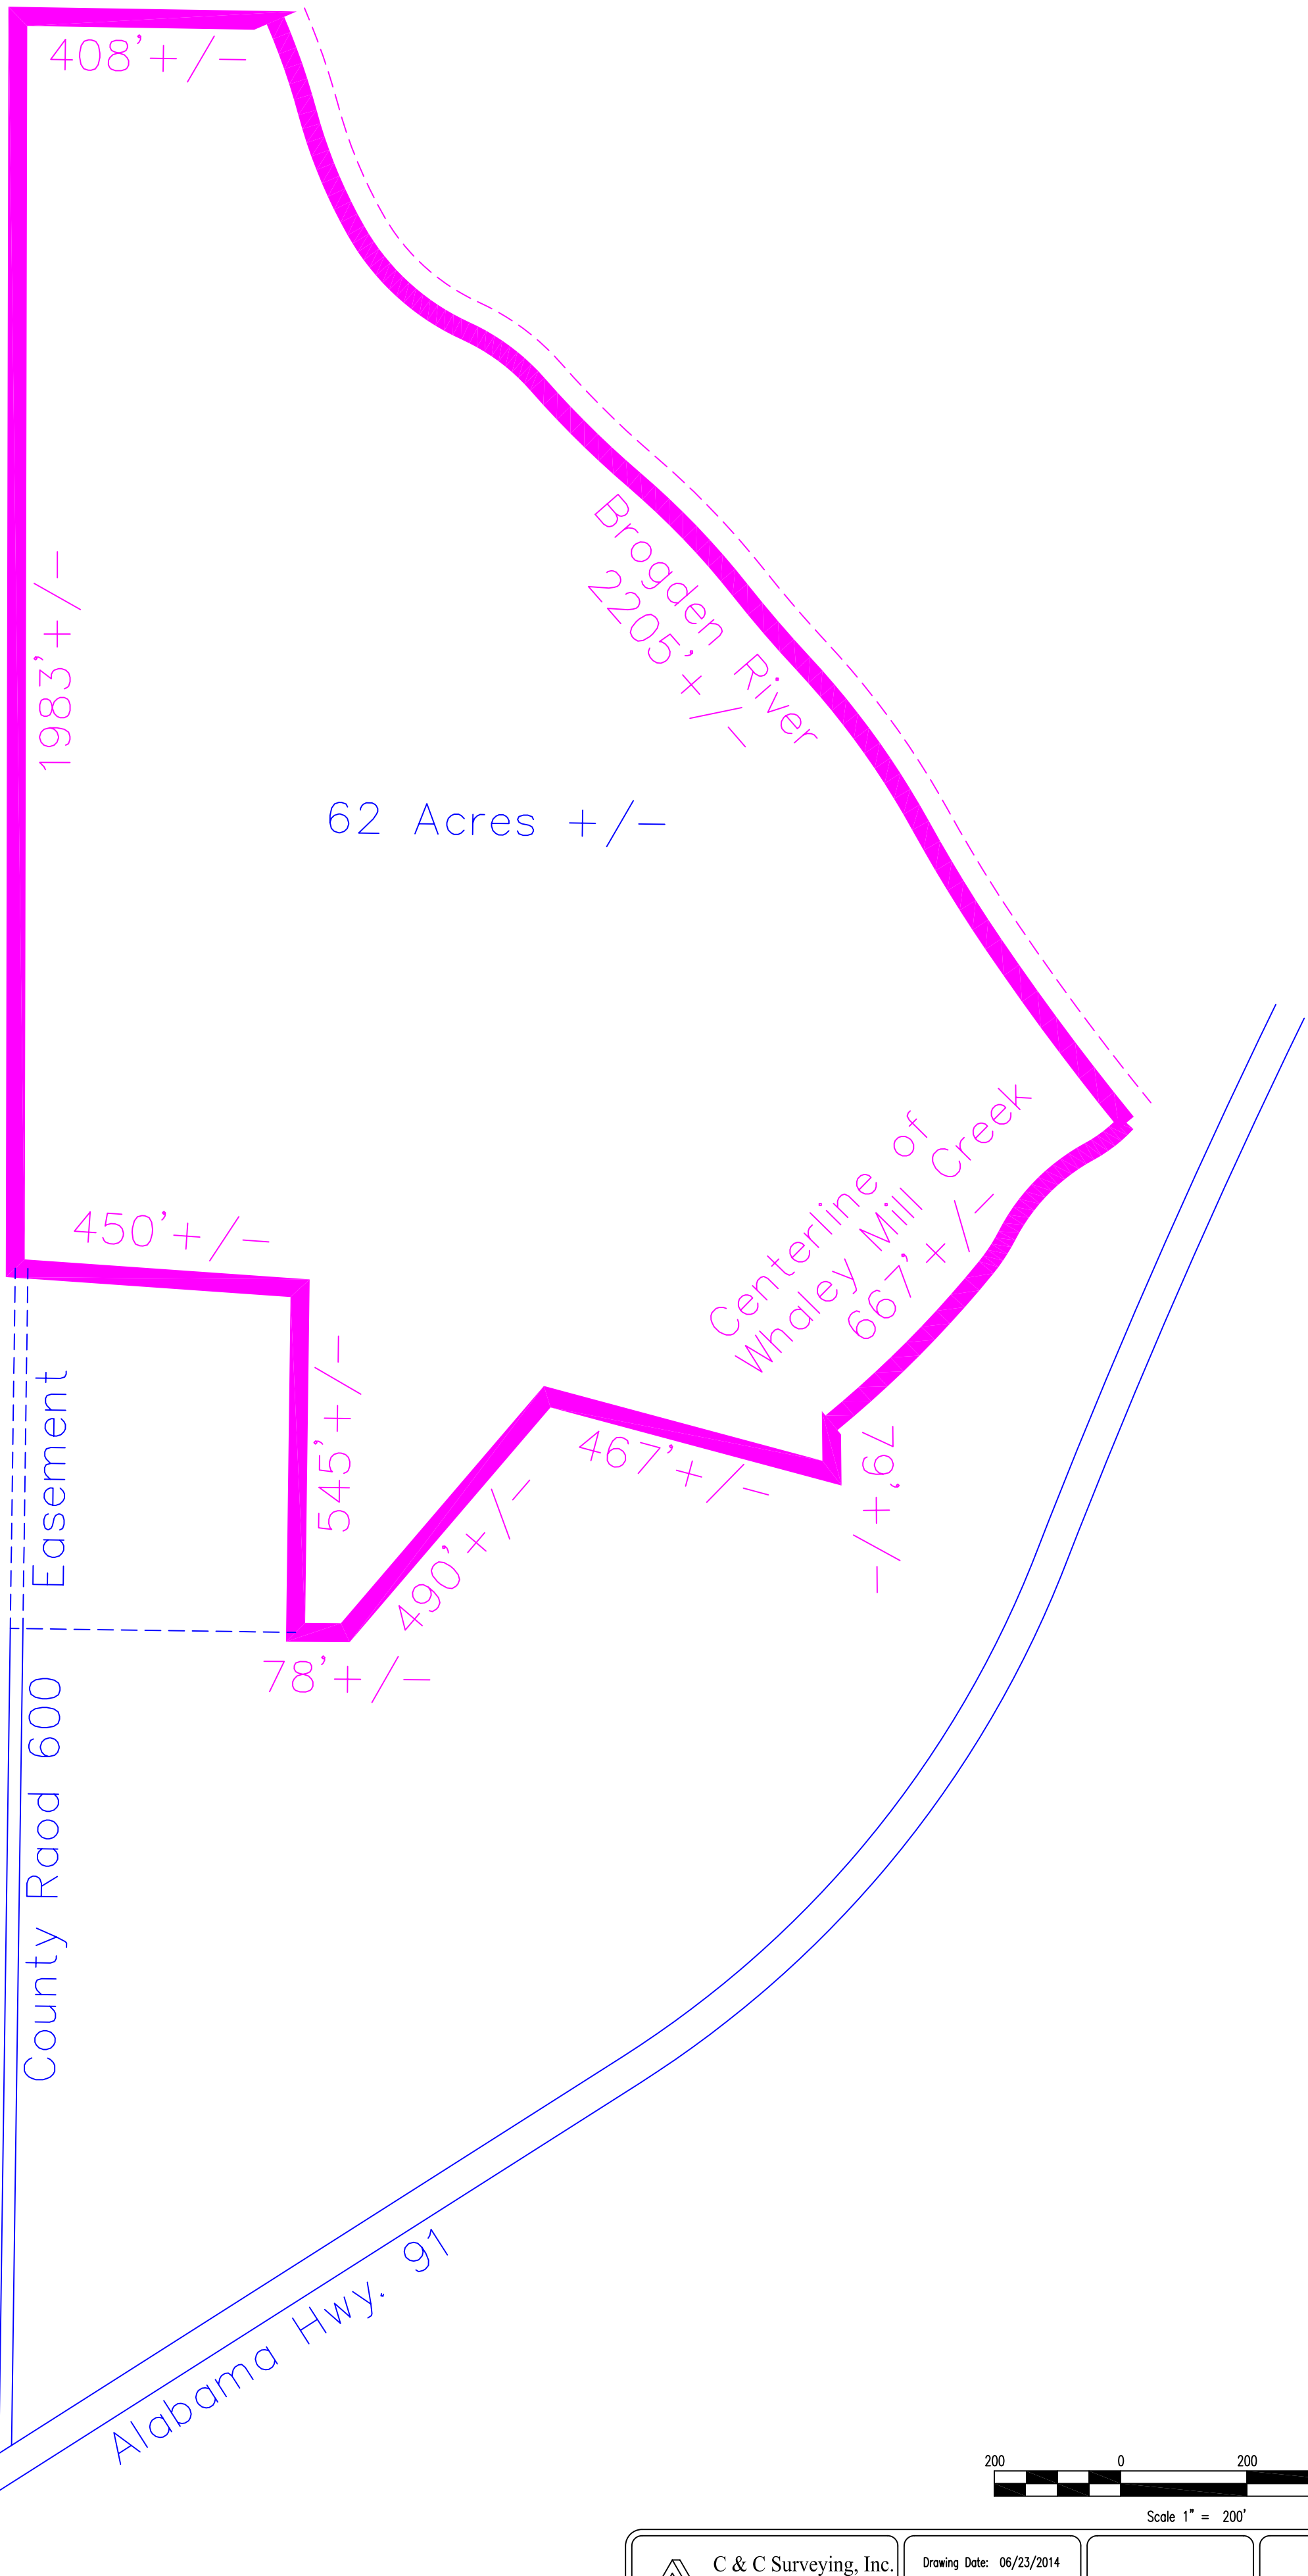 408'+/-
1983'+/-
Brogden River
2205'+/-
62 Acres +/-
Centerline of
Whaley Mill Creek
667'+/-
450'+/-
545'+/-
467'+/-
79'+/-
490'+/-
78'+/-
Easement
County Raod 600
Alabama Hwy. 91
200 0 200
Scale 1" = 200'
C & C Surveying, Inc.
Drawing Date: 06/23/2014